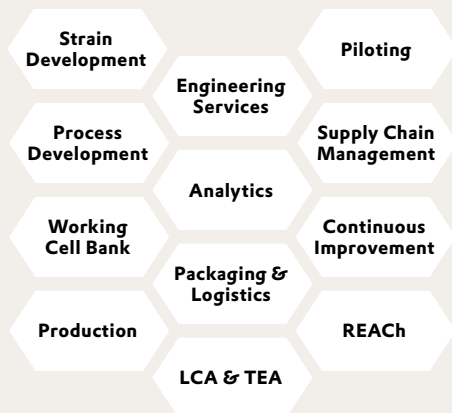 Strain
Development
Piloting
Engineering
Services
Process
Development
Supply Chain
Management
Analytics
Working
Cell Bank
Continuous
Improvement
Packaging &
Logistics
Production
REACh
LCA & TEA